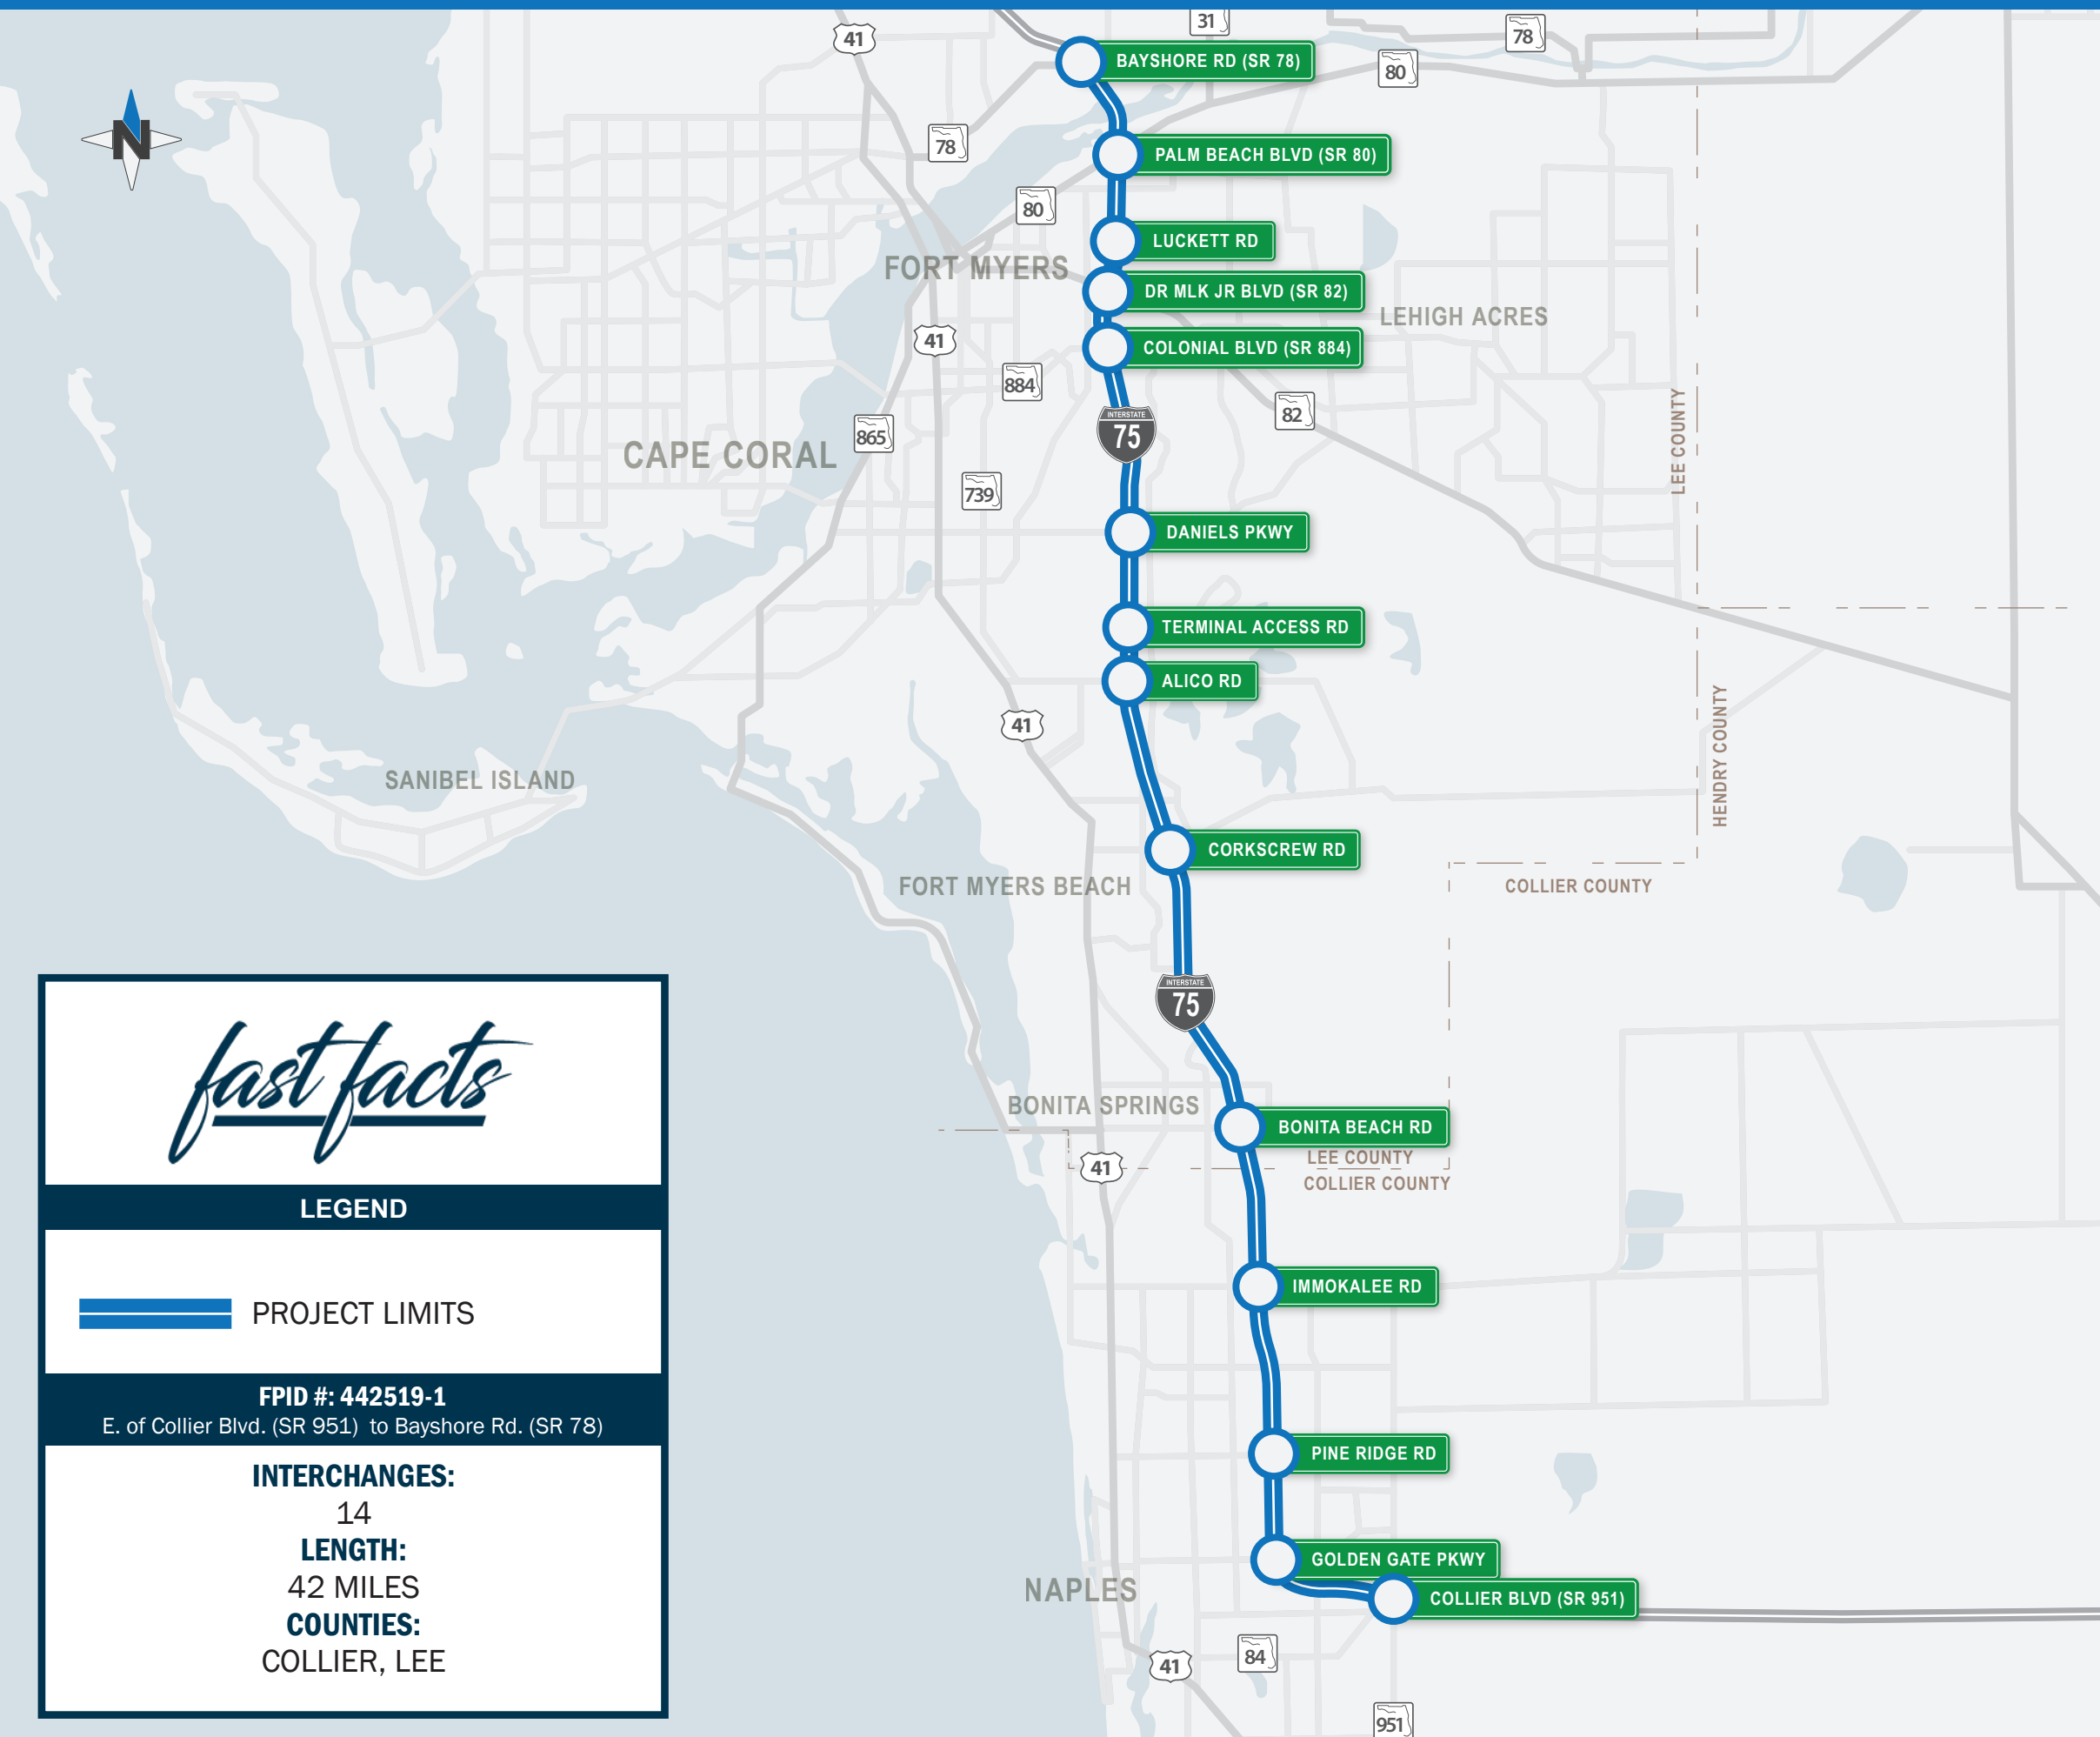 31
41
78
BAYSHORE RD (SR 78)
80
N
78
PALM BEACH BLVD (SR 80)
80
LUCKETT RD
FORT MYERS
DR MLK JR BLVD (SR 82)
LEHIGH ACRES
41
COLONIAL BLVD (SR 884)
884
82
INTERSTATE
75
865
LEE COUNTY
CAPE CORAL
739
DANIELS PKWY
TERMINAL ACCESS RD
ALICO RD
41
HENDRY COUNTY
SANIBEL ISLAND
CORKSCREW RD
FORT MYERS BEACH
COLLIER COUNTY
INTERSTATE
75
BONITA SPRINGS
BONITA BEACH RD
LEE COUNTY
41
COLLIER COUNTY
IMMOKALEE RD
PINE RIDGE RD
GOLDEN GATE PKWY
NAPLES
COLLIER BLVD (SR 951)
84
41
951
fast facts
LEGEND
PROJECT LIMITS
FPID #: 442519-1
E. of Collier Blvd. (SR 951) to Bayshore Rd. (SR 78)
INTERCHANGES:
14
LENGTH:
42 MILES
COUNTIES:
COLLIER, LEE